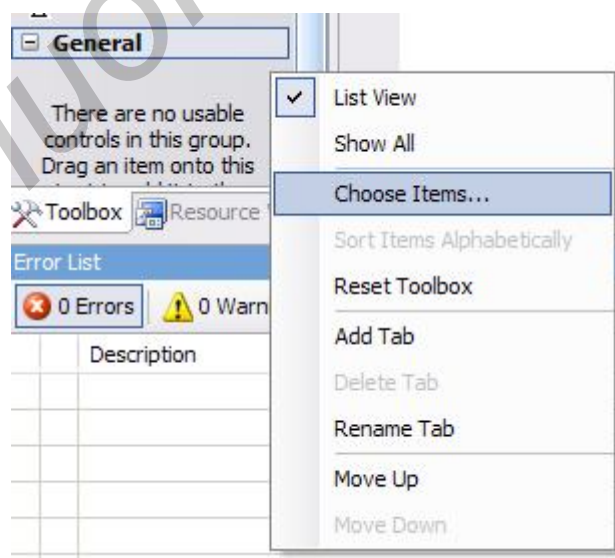 General
There are no usable
controls in this group.
Drag an item onto this
Toolbox Resource
Error List
0 Errors 0 Warn
Description
List View
Show All
Choose Items...
Sort Items Alphabetically
Reset Toolbox
Add Tab
Delete Tab
Rename Tab
Move Up
Move Down